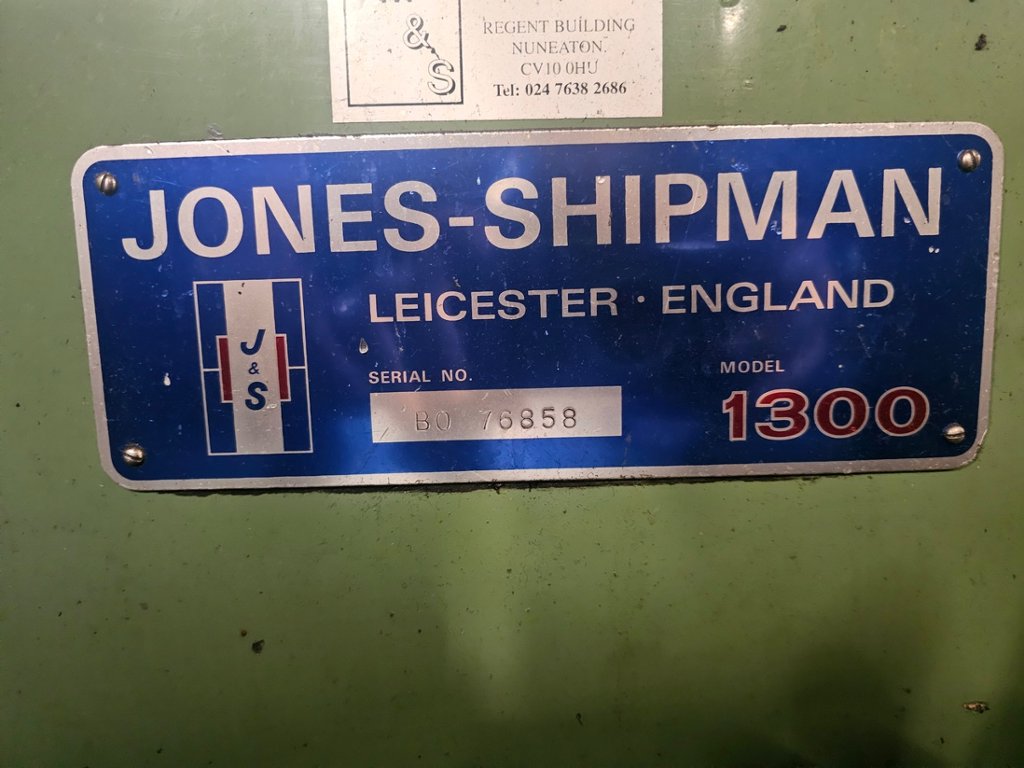 &
S
REGENT BUILDING
NUNEATON.
CV10 0HU
Tel: 024 7638 2686
JONES-SHIPMAN
LEICESTER · ENGLAND
J
&
S
SERIAL NO.
BO 76858
MODEL
1300